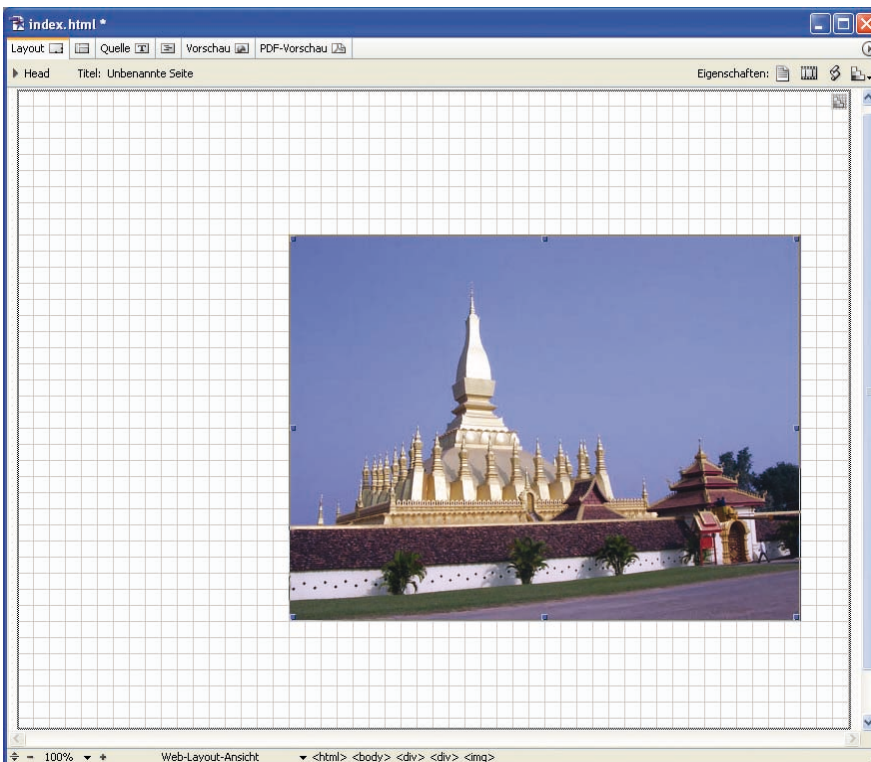 index.html *
Layout Quelle Vorschau PDF-Vorschau
Head Titel: Unbenannte Seite Eigenschaften:
100% Web-Layout-Ansicht <html> <body> <div> <div> <img>